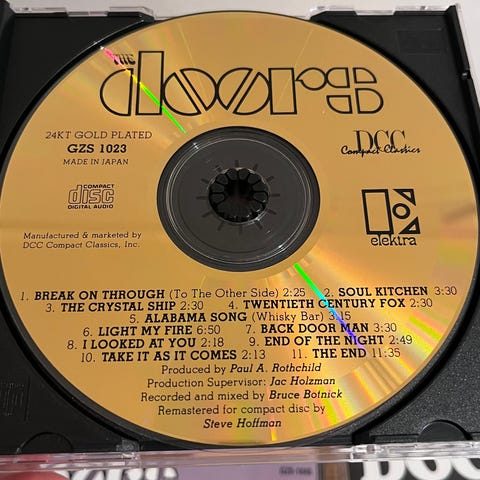 THE
doors
24KT GOLD PLATED
GZS 1023
MADE IN JAPAN
DCC
Compact Classics
COMPACT
disc
DIGITAL AUDIO
elektra
Manufactured & marketed by
DCC Compact Classics, Inc.
1. BREAK ON THROUGH (To The Other Side) 2:25 2. SOUL KITCHEN 3:30
3. THE CRYSTAL SHIP 2:30 4. TWENTIETH CENTURY FOX 2:30
5. ALABAMA SONG (Whisky Bar) 3:15
6. LIGHT MY FIRE 6:50 7. BACK DOOR MAN 3:30
8. I LOOKED AT YOU 2:18 9. END OF THE NIGHT 2:49
10. TAKE IT AS IT COMES 2:13 11. THE END 11:35
Produced by Paul A. Rothchild
Production Supervisor: Jac Holzman
Recorded and mixed by Bruce Botnick
Remastered for compact disc by
Steve Hoffman
DCC